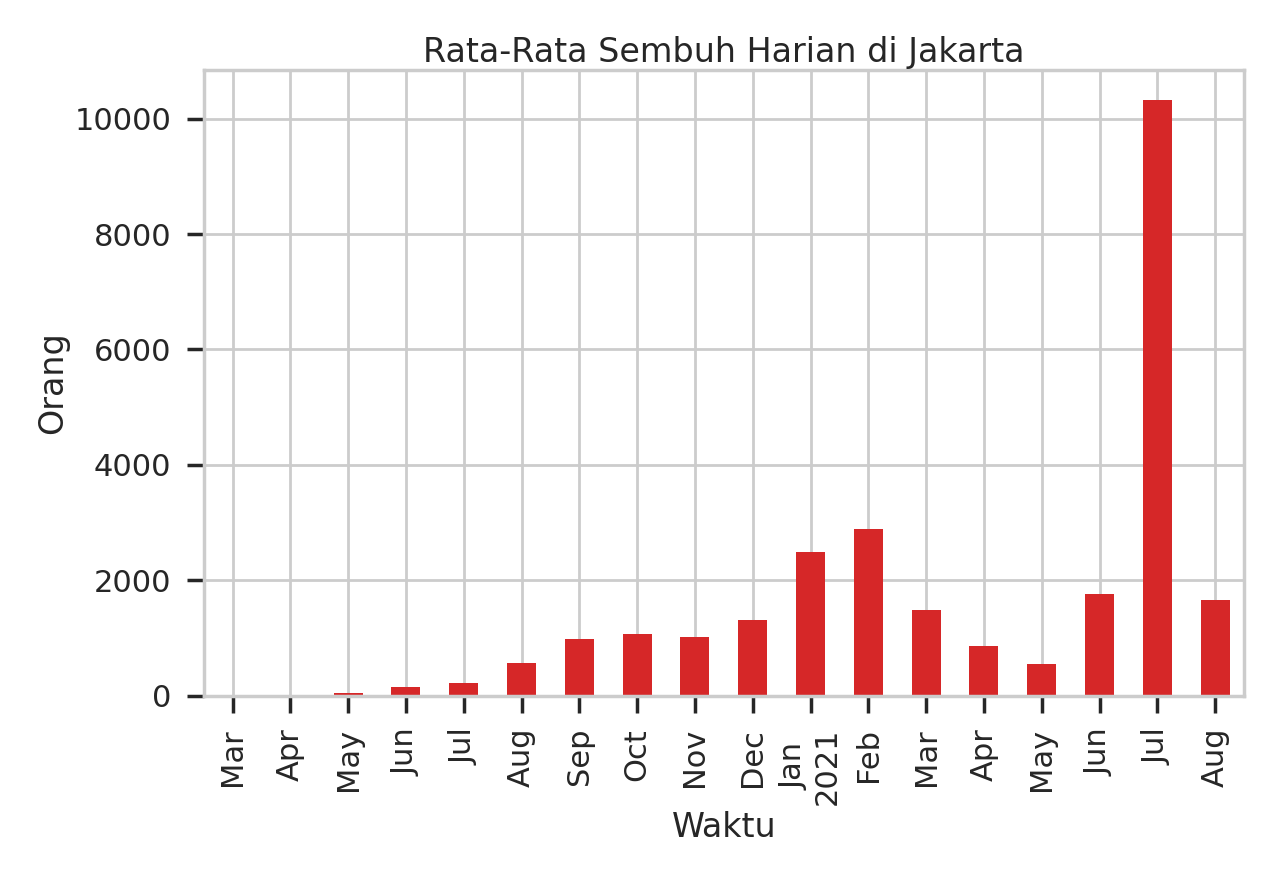 Rata-Rata Sembuh Harian di Jakarta
10000
8000
6000
4000
2000
0
Orang
Mar
Apr
May
Jun
Jul
Aug
Sep
Oct
Nov
Dec
Jan
2021
Feb
Mar
Apr
May
Jun
Jul
Aug
Waktu